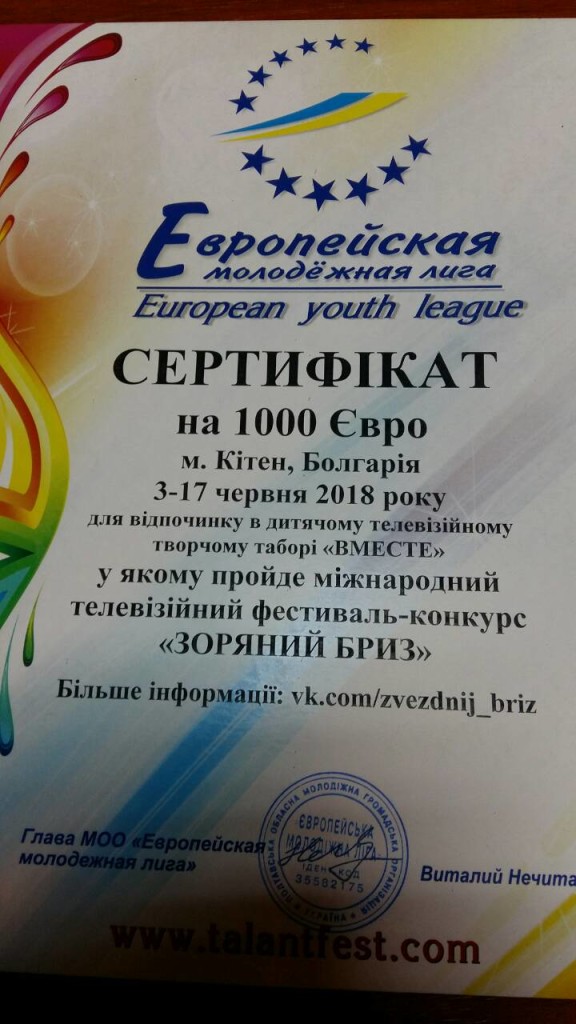 Европейская
молодёжная лига
European youth league
СЕРТИФІКАТ
на 1000 Євро
м. Кітен, Болгарія
3-17 червня 2018 року
для відпочинку в дитячому телевізійному
творчому таборі «ВМЕСТЕ»
у якому пройде міжнародний
телевізійний фестиваль-конкурс
«ЗОРЯНИЙ БРИЗ»
Більше інформації: vk.com/zvezdnij_briz
Глава МОО «Европейская
молодежная лига»
ПОЛТАВСЬКА ОБЛАСНА МОЛОДІЖНА ГРОМАДСЬКА ОРГАНІЗАЦІЯ
ЄВРОПЕЙСЬКА
МОЛОДІЖНА ЛІГА
ІДЕН. КОД
35592175
УКРАЇНА
Виталий Нечита
www.talantfest.com